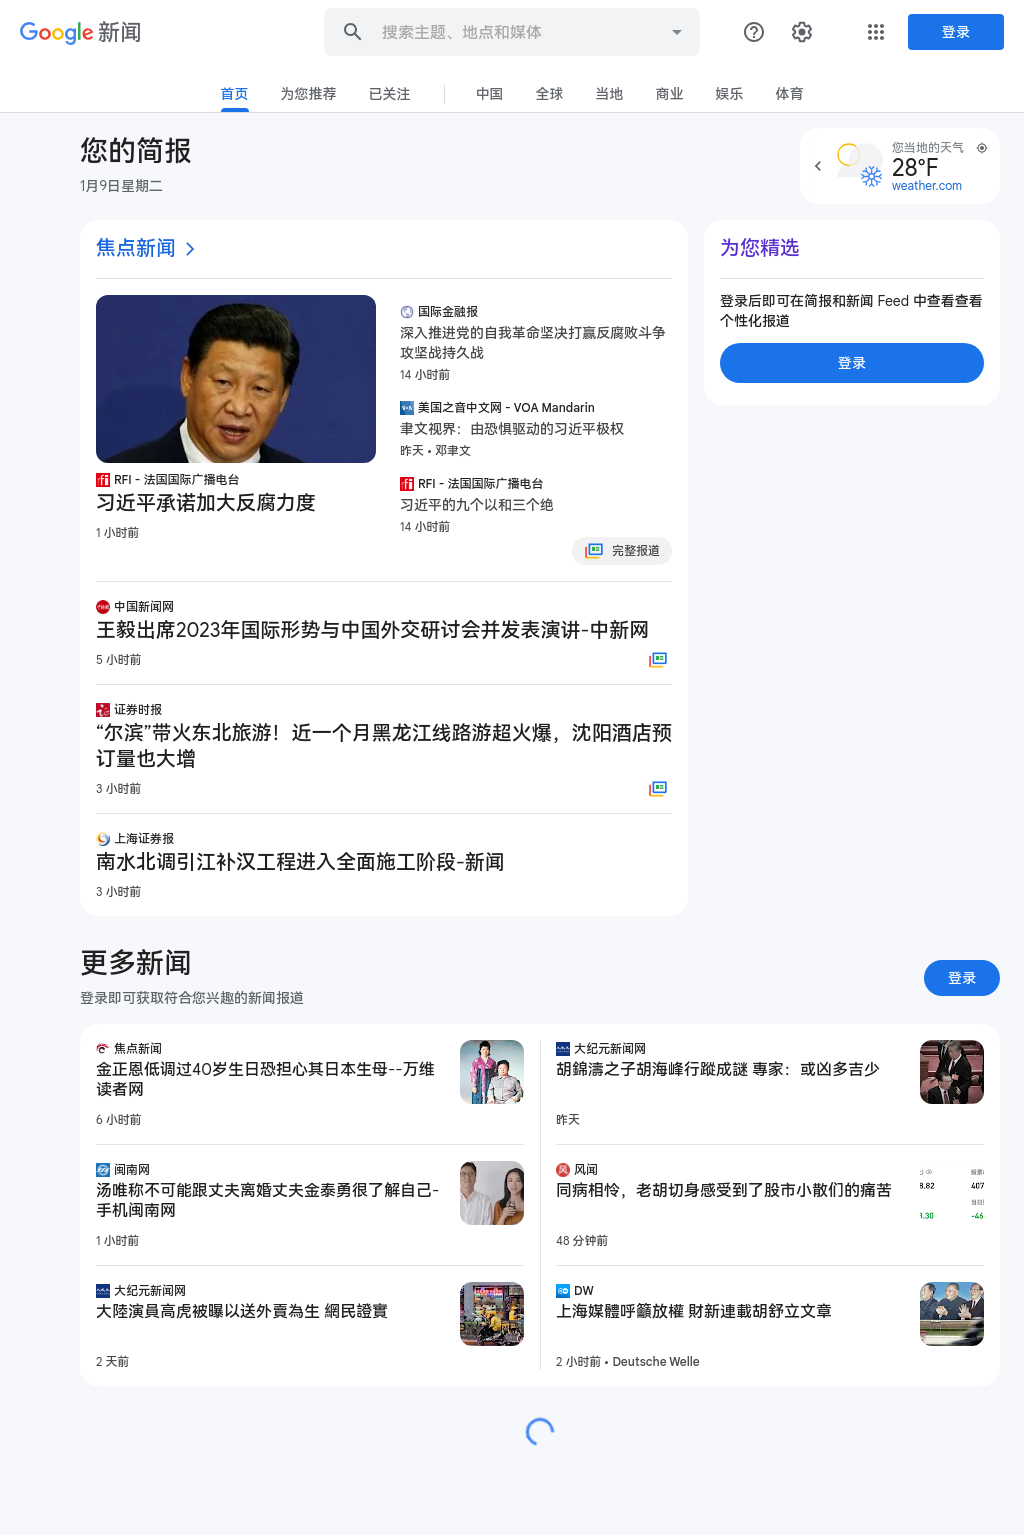 Google 新闻
搜索主题、地点和媒体
登录
首页
为您推荐
已关注
中国
全球
当地
商业
娱乐
体育
您的简报
1月9日星期二
您当地的天气
28°F
weather.com
焦点新闻
RFI - 法国国际广播电台
习近平承诺加大反腐力度
1 小时前
国际金融报
深入推进党的自我革命坚决打赢反腐败斗争
攻坚战持久战
14 小时前
美国之音中文网 - VOA Mandarin
聿文视界：由恐惧驱动的习近平极权
昨天 • 邓聿文
RFI - 法国国际广播电台
习近平的九个以和三个绝
14 小时前
完整报道
中国新闻网
王毅出席2023年国际形势与中国外交研讨会并发表演讲-中新网
5 小时前
证券时报
“尔滨”带火东北旅游！近一个月黑龙江线路游超火爆，沈阳酒店预
订量也大增
3 小时前
上海证券报
南水北调引江补汉工程进入全面施工阶段-新闻
3 小时前
为您精选
登录后即可在简报和新闻 Feed 中查看查看
个性化报道
登录
更多新闻
登录即可获取符合您兴趣的新闻报道
登录
焦点新闻
金正恩低调过40岁生日恐担心其日本生母--万维
读者网
6 小时前
大纪元新闻网
胡錦濤之子胡海峰行蹤成謎 專家：或凶多吉少
昨天
闽南网
汤唯称不可能跟丈夫离婚丈夫金泰勇很了解自己-
手机闽南网
1 小时前
风闻
同病相怜，老胡切身感受到了股市小散们的痛苦
48 分钟前
8.82
407
-46
大纪元新闻网
大陸演員高虎被曝以送外賣為生 網民證實
2 天前
DW
上海媒體呼籲放權 財新連載胡舒立文章
2 小时前 • Deutsche Welle